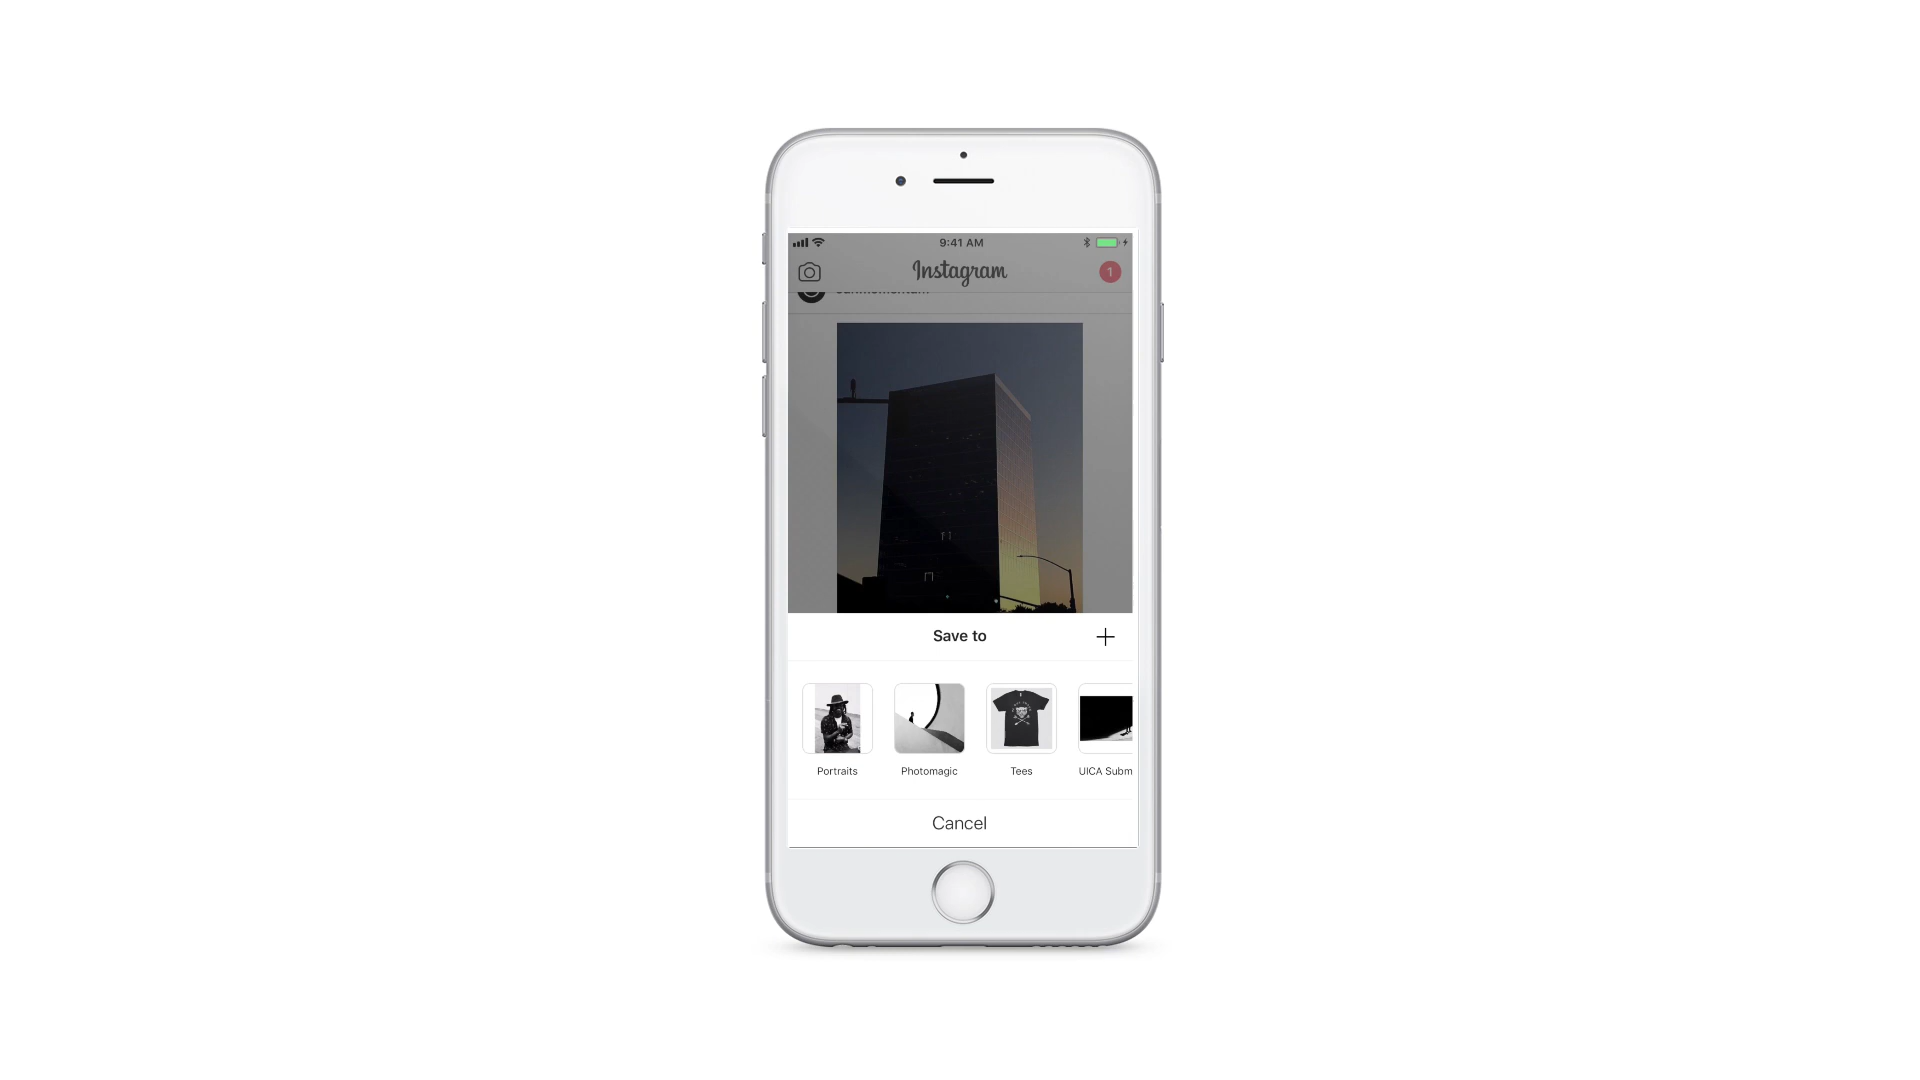 9:41 AM
Instagram
1
Save to
Portraits
Photomagic
Tees
UICA Subm
Cancel